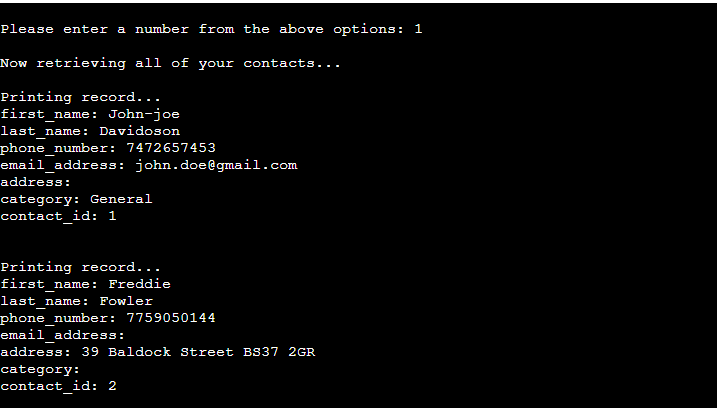 Please enter a number from the above options: 1
Now retrieving all of your contacts...
Printing record...
first_name: John-joe
last_name: Davidoson
phone_number: 7472657453
email_address: john.doe@gmail.com
address:
category: General
contact_id: 1
Printing record...
first_name: Freddie
last_name: Fowler
phone_number: 7759050144
email_address:
address: 39 Baldock Street BS37 2GR
category:
contact_id: 2